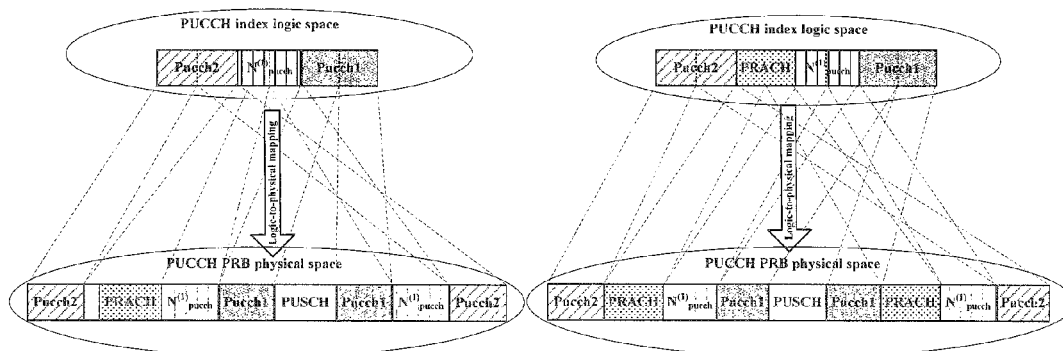 PUCCH index logic space
Pucch2 N(1)pucch Pucch1
Logic-to-physical mapping
PUCCH PRB physical space
Pucch2 PRACH N(1)pucch Pucch1 PUSCH Pucch1 N(1)pucch Pucch2
PUCCH index logic space
Pucch2 PRACH N(1)pucch Pucch1
Logic-to-physical mapping
PUCCH PRB physical space
Pucch2 PRACH N(1)pucch Pucch1 PUSCH Pucch1 PRACH N(1)pucch Pucch2